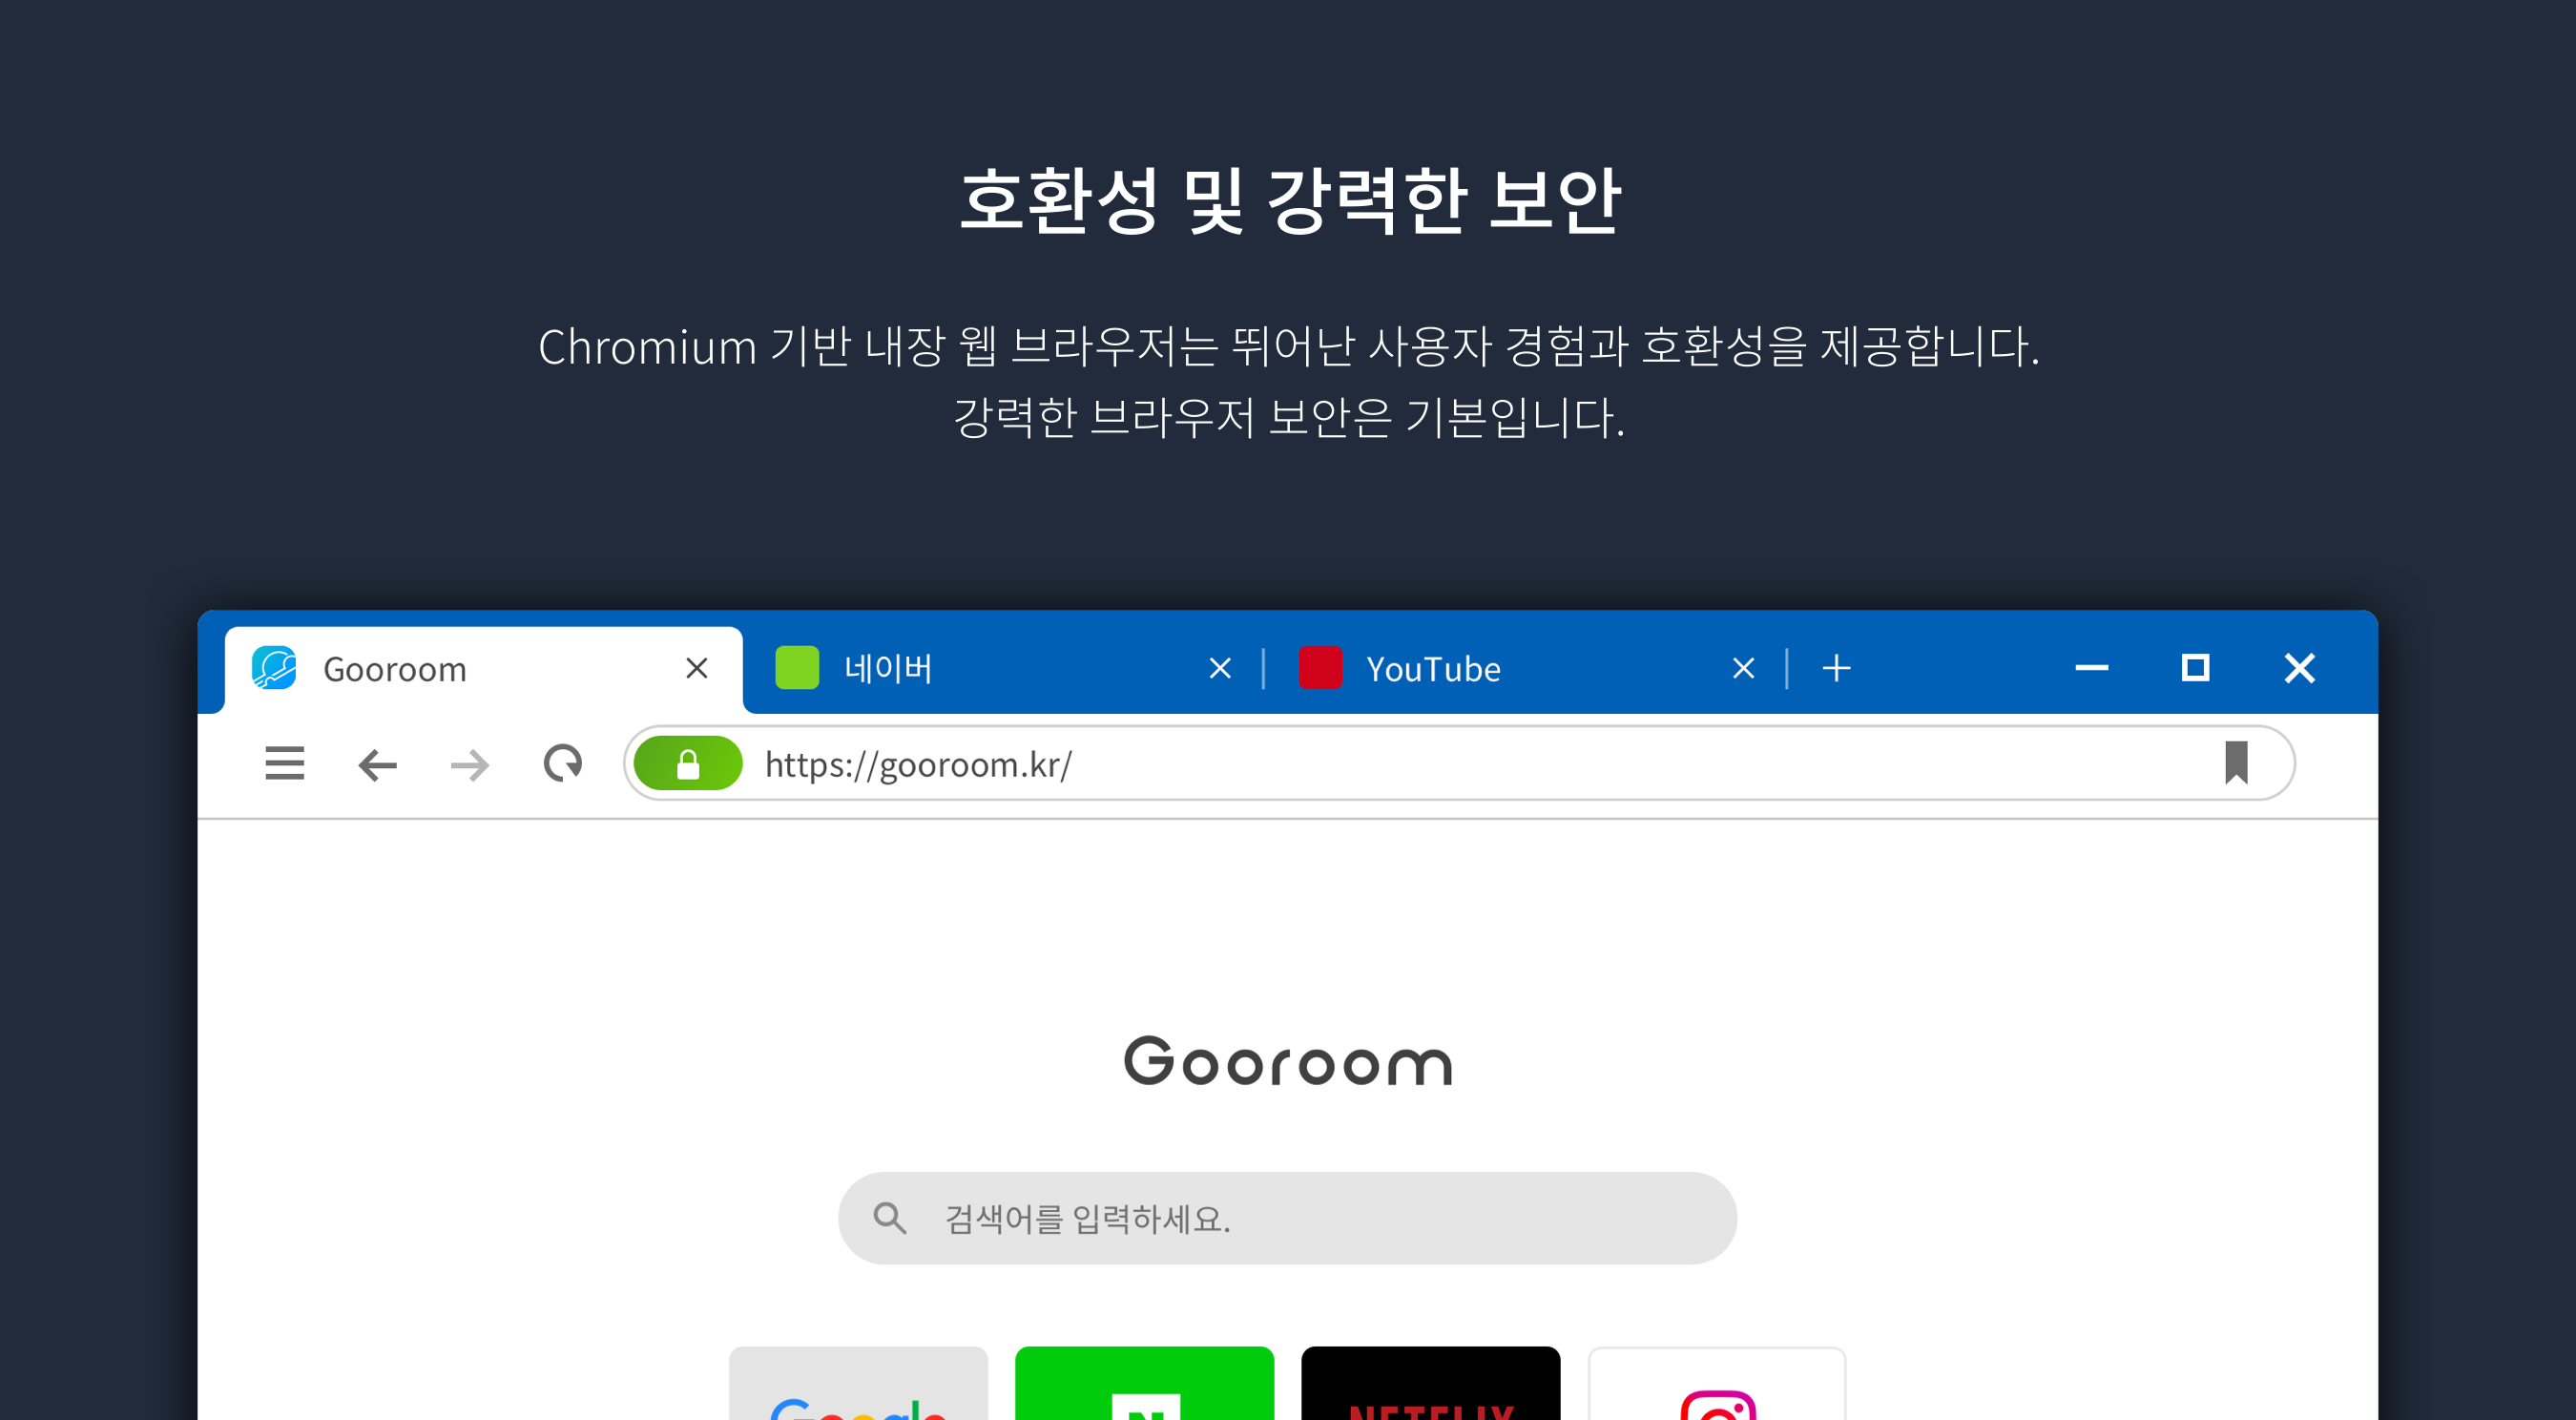 호환성 및 강력한 보안
Chromium 기반 내장 웹 브라우저는 뛰어난 사용자 경험과 호환성을 제공합니다.
강력한 브라우저 보안은 기본입니다.
Gooroom 네이버 YouTube
https://gooroom.kr/
Gooroom
검색어를 입력하세요.
Google N NETFLIX